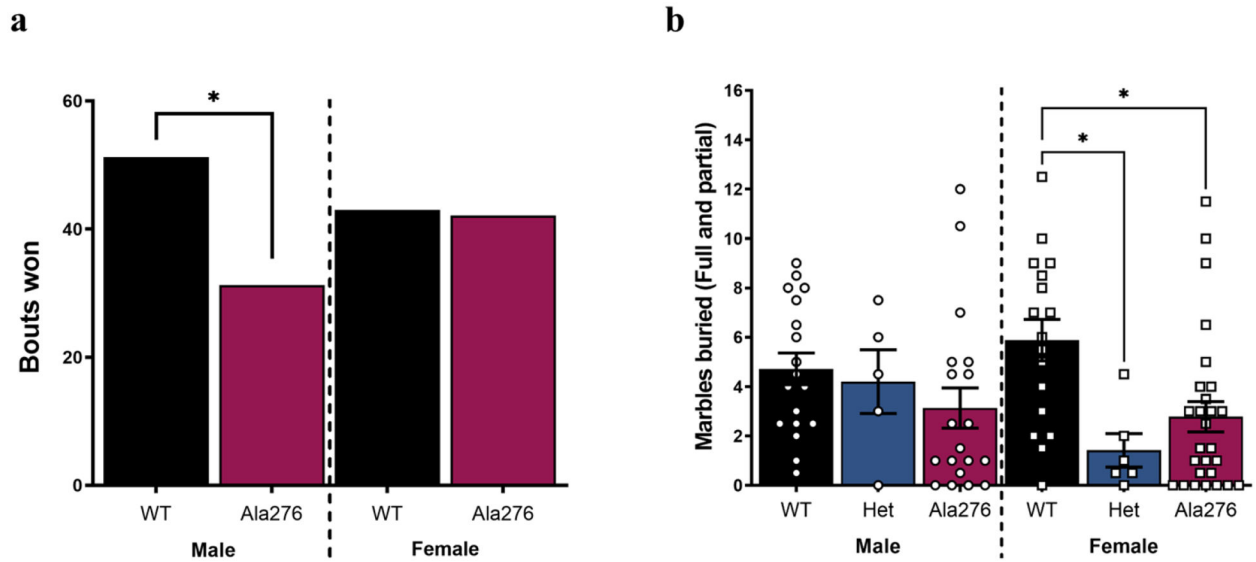 a
b
Bouts won
60
40
20
0
*
WT
Ala276
WT
Ala276
Male
Female
Marbles buried (Full and partial)
16
14
12
10
8
6
4
2
0
*
*
WT
Het
Ala276
WT
Het
Ala276
Male
Female